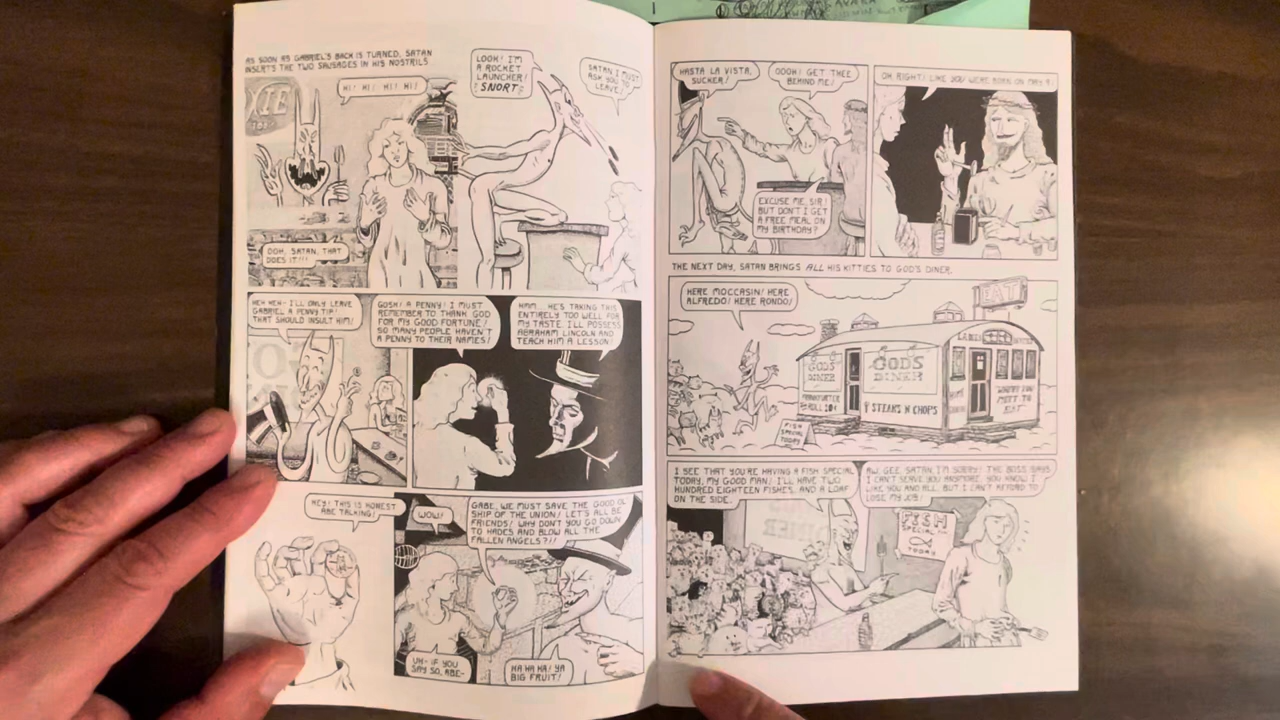 AS SOON AS GABRIEL'S BACK IS TURNED, SATAN
INSERTS THE TWO SAUSAGES IN HIS NOSTRILS.
HI! HI! HI! HI!
OOH, SATAN, THAT
DOES IT!!!
LOOK! I'M
A ROCKET
LAUNCHER!
SNORT
SATAN I MUST
ASK YOU TO
LEAVE!
HEH HEH- I'LL ONLY LEAVE
GABRIEL A PENNY TIP!
THAT SHOULD INSULT HIM!
GOSH! A PENNY! I MUST
REMEMBER TO THANK GOD
FOR MY GOOD FORTUNE!
SO MANY PEOPLE HAVEN'T
A PENNY TO THEIR NAMES!
HMM... HE'S TAKING THIS
ENTIRELY TOO WELL FOR
MY TASTE. I'LL POSSESS
ABRAHAM LINCOLN AND
TEACH HIM A LESSON!
HEY! THIS IS HONEST
ABE TALKING!
WOW!
GABE, WE MUST SAVE THE GOOD OL'
SHIP OF THE UNION! LET'S ALL BE
FRIENDS! WHY DON'T YOU GO DOWN
TO HADES AND BLOW ALL THE
FALLEN ANGELS?!!
UH- IF YOU
SAY SO, ABE-
HA HA HA! YA
BIG FRUIT!
HASTA LA VISTA,
SUCKER!
OOOH! GET THEE
BEHIND ME!
EXCUSE ME, SIR!
BUT DON'T I GET
A FREE MEAL ON
MY BIRTHDAY?
OH RIGHT! LIKE YOU WERE BORN ON MAY 9!
THE NEXT DAY, SATAN BRINGS ALL HIS KITTIES TO GOD'S DINER.
HERE MOCCASIN! HERE
ALFREDO! HERE RONDO!
EAT
GOD'S
DINER
GOD'S
DINER
FRANKFURTER
ROLL 10¢
STEAKS N' CHOPS
FISH
SPECIAL
TODAY
I SEE THAT YOU'RE HAVING A FISH SPECIAL
TODAY, MY GOOD MAN! I'LL HAVE TWO
HUNDRED EIGHTEEN FISHES, AND A LOAF
ON THE SIDE.
AW, GEE, SATAN, I'M SORRY! THE BOSS SAYS
I CAN'T SERVE YOU ANYMORE. YOU KNOW I
LIKE YOU AND ALL, BUT I CAN'T AFFORD TO
LOSE MY JOB!
FISH
SPECIAL
TODAY